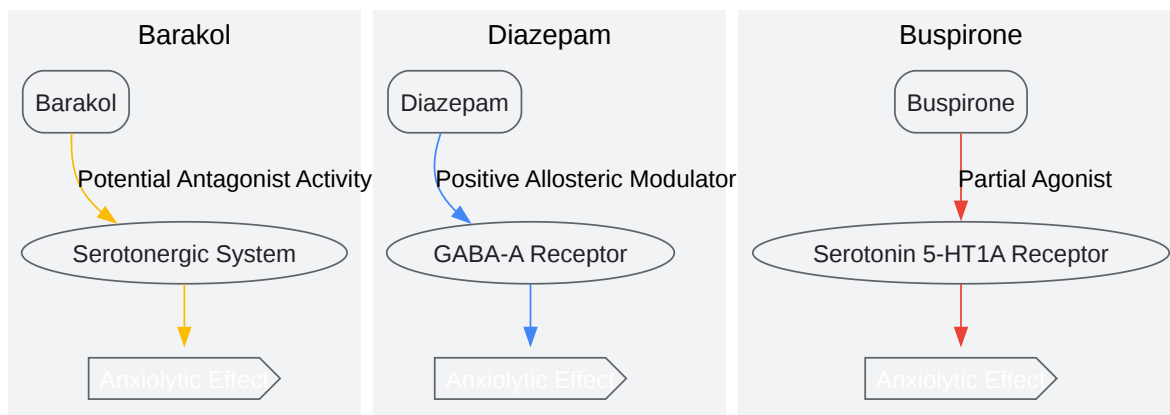 Barakol
Diazepam
Buspirone
Barakol
Diazepam
Buspirone
Potential Antagonist Activity
Positive Allosteric Modulator
Partial Agonist
Serotonergic System
GABA-A Receptor
Serotonin 5-HT1A Receptor
Anxiolytic Effect
Anxiolytic Effect
Anxiolytic Effect